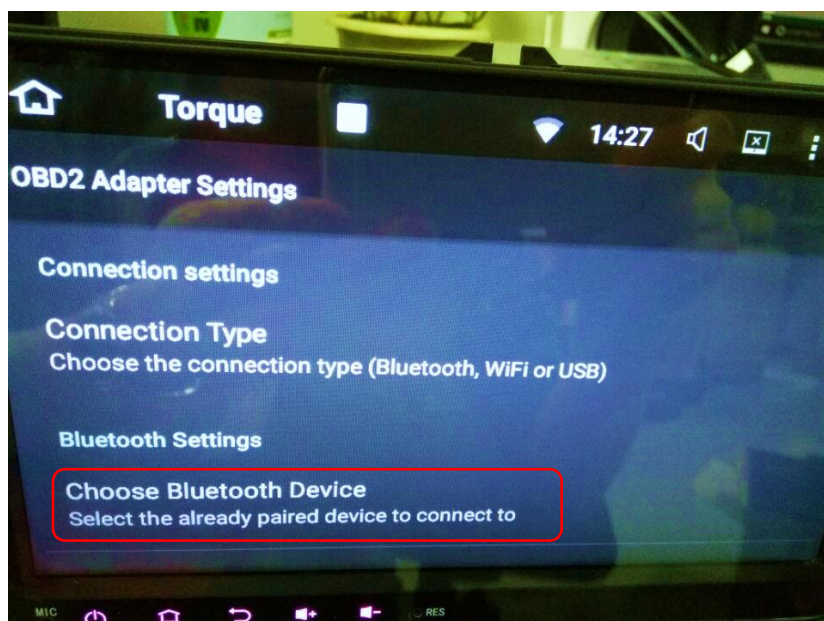 Torque
14:27
OBD2 Adapter Settings
Connection settings
Connection Type
Choose the connection type (Bluetooth, WiFi or USB)
Bluetooth Settings
Choose Bluetooth Device
Select the already paired device to connect to
MIC
RES